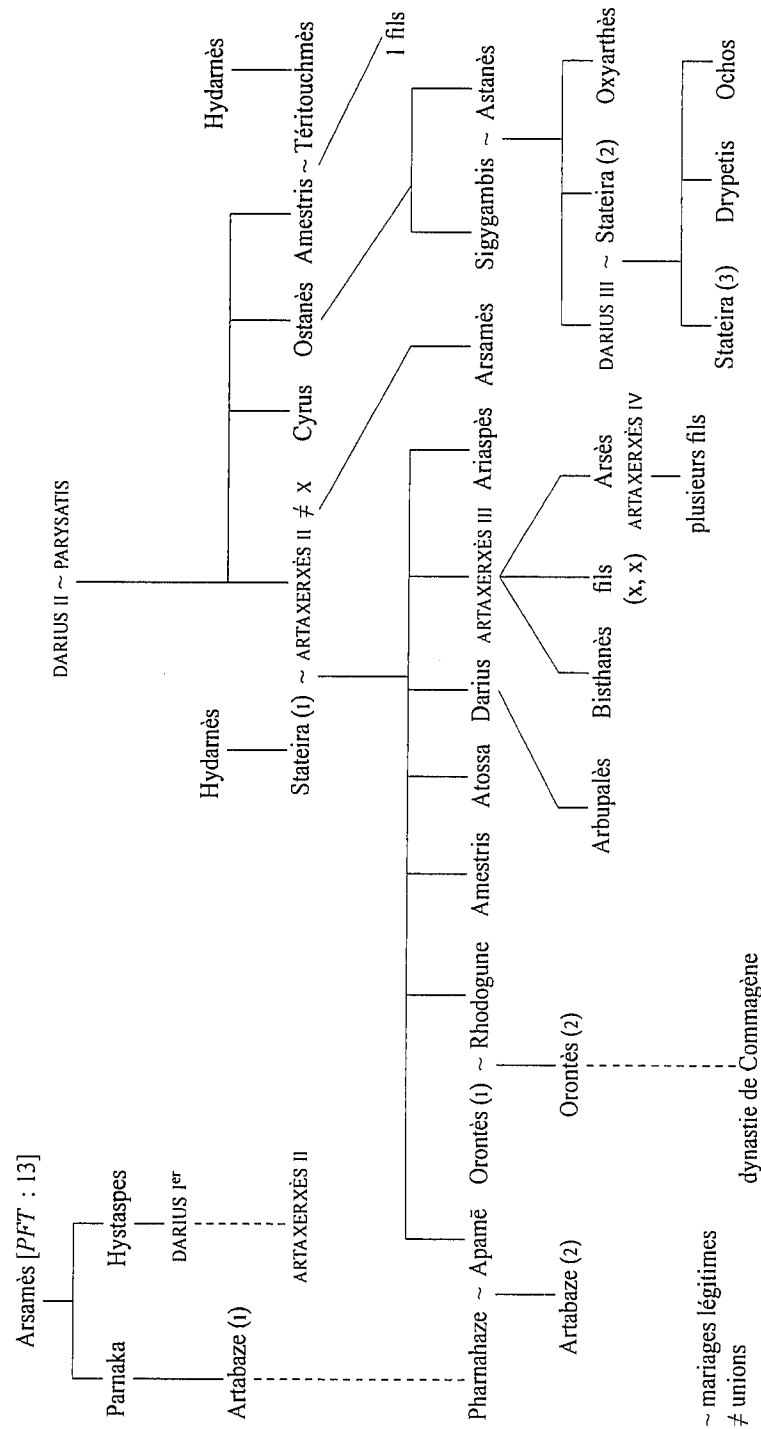 DARIUS II ~ PARYSATIS
Arsamès [PFT : 13]
Hydarnès
Hydarnès
Parnaka
Hystaspes
DARIUS Ier
Artabaze (1)
ARTAXERXÈS II
Stateira (1) ~ ARTAXERXÈS II ≠ X
Cyrus
Ostanès
Amestris ~ Téritouchmès
1 fils
Pharnahaze ~ Apamē
Orontès (1) ~ Rhodogune
Amestris
Atossa
Darius
ARTAXERXÈS III
Ariaspès
Arsamès
Sigygambis ~ Astanès
Artabaze (2)
Orontès (2)
Arbupalès
Bisthanès
fils
(x, x)
Arsès
ARTAXERXÈS IV
DARIUS III ~ Stateira (2)
Oxyarthès
plusieurs fils
Stateira (3)
Drypetis
Ochos
dynastie de Commagène
~ mariages légitimes
≠ unions